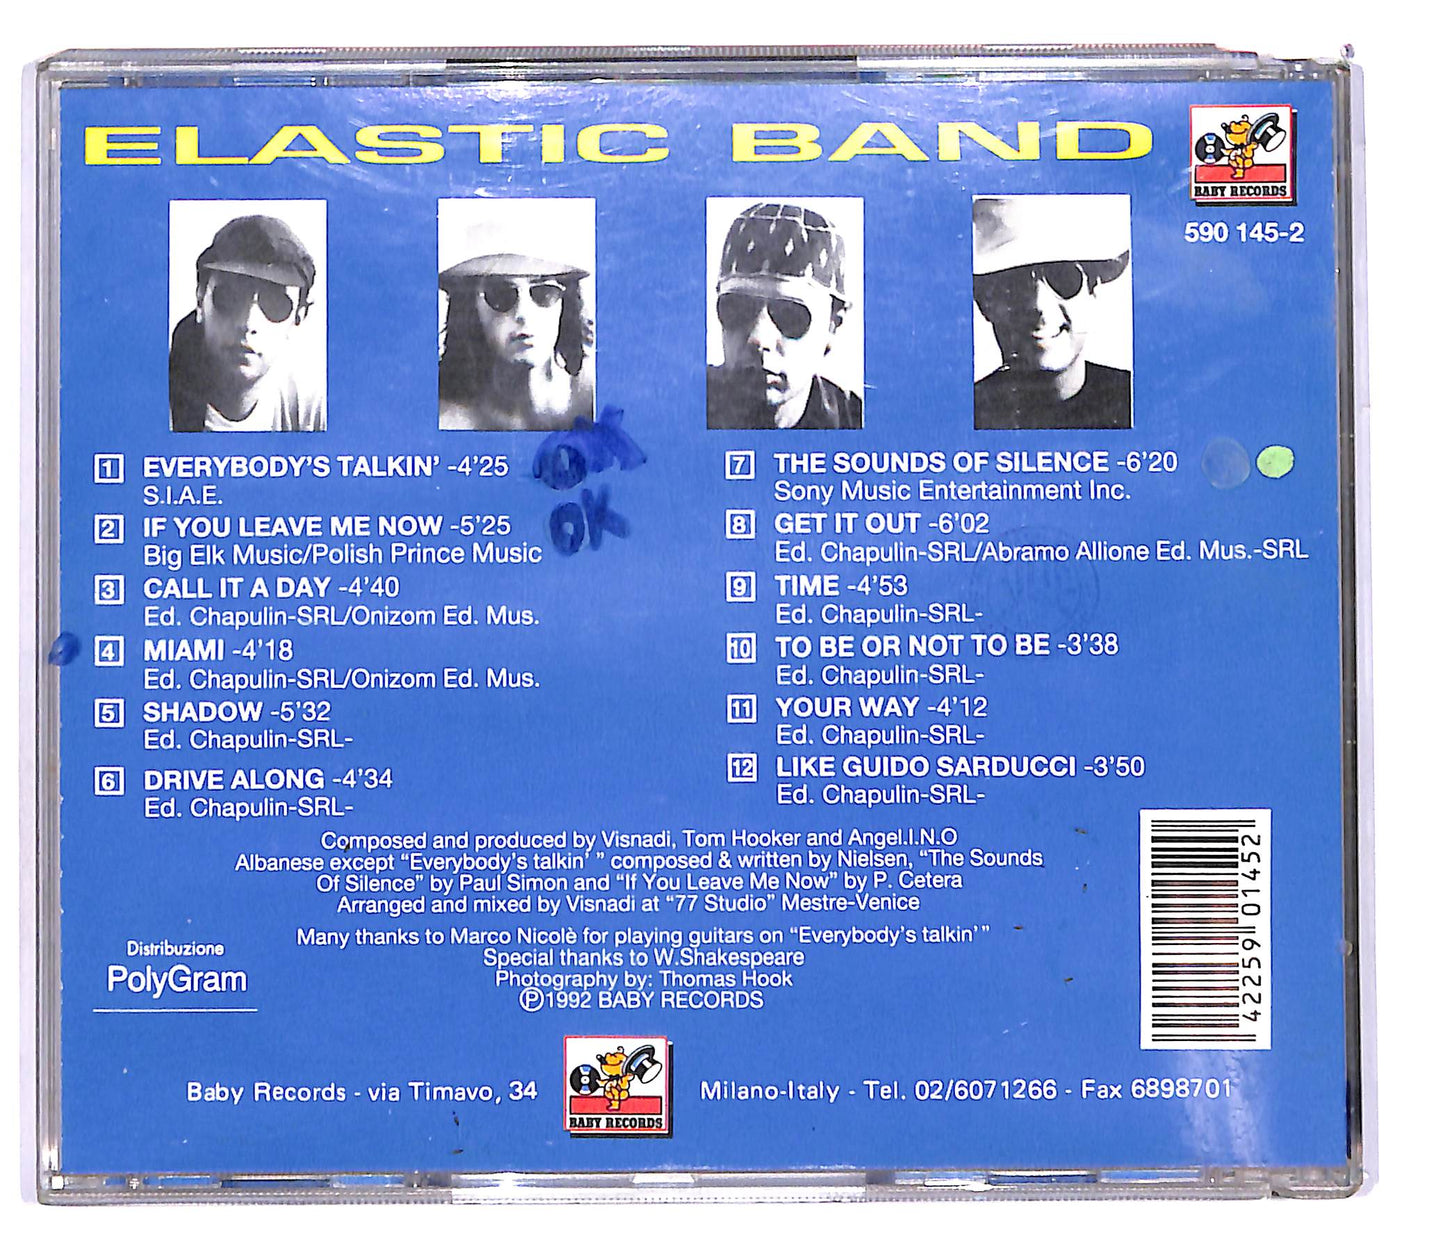 ELASTIC BAND
BABY RECORDS
590 145-2
1 EVERYBODY'S TALKIN' -4'25
S.I.A.E.
OK
OK
2 IF YOU LEAVE ME NOW -5'25
Big Elk Music/Polish Prince Music
3 CALL IT A DAY -4'40
Ed. Chapulin-SRL/Onizom Ed. Mus.
4 MIAMI -4'18
Ed. Chapulin-SRL/Onizom Ed. Mus.
5 SHADOW -5'32
Ed. Chapulin-SRL-
6 DRIVE ALONG -4'34
Ed. Chapulin-SRL-
7 THE SOUNDS OF SILENCE -6'20
Sony Music Entertainment Inc.
8 GET IT OUT -6'02
Ed. Chapulin-SRL/Abramo Allione Ed. Mus.-SRL
9 TIME -4'53
Ed. Chapulin-SRL-
10 TO BE OR NOT TO BE -3'38
Ed. Chapulin-SRL-
11 YOUR WAY -4'12
Ed. Chapulin-SRL-
12 LIKE GUIDO SARDUCCI -3'50
Ed. Chapulin-SRL-
Composed and produced by Visnadi, Tom Hooker and Angel.I.N.O
Albanese except "Everybody's talkin' " composed & written by Nielsen, "The Sounds
Of Silence" by Paul Simon and "If You Leave Me Now" by P. Cetera
Arranged and mixed by Visnadi at "77 Studio" Mestre-Venice
Many thanks to Marco Nicolè for playing guitars on "Everybody's talkin' "
Special thanks to W.Shakespeare
Photography by: Thomas Hook
℗1992 BABY RECORDS
Distribuzione
PolyGram
42259 01452
Baby Records - via Timavo, 34
BABY RECORDS
Milano-Italy - Tel. 02/6071266 - Fax 6898701